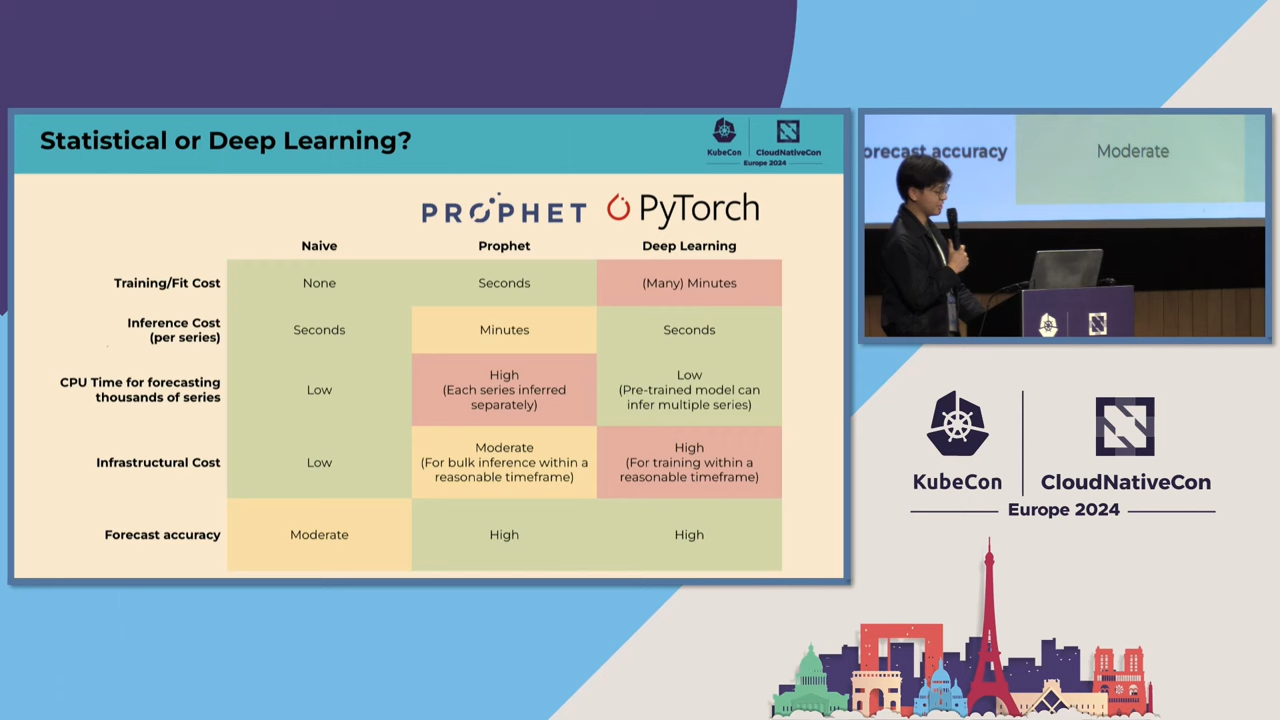 Statistical or Deep Learning?
KubeCon
CloudNativeCon
Europe 2024
PROPHET
PyTorch
Naive
Prophet
Deep Learning
Training/Fit Cost
None
Seconds
(Many) Minutes
Inference Cost
(per series)
Seconds
Minutes
Seconds
CPU Time for forecasting
thousands of series
Low
High
(Each series inferred
separately)
Low
(Pre-trained model can
infer multiple series)
Infrastructural Cost
Low
Moderate
(For bulk inference within a
reasonable timeframe)
High
(For training within a
reasonable timeframe)
Forecast accuracy
Moderate
High
High
orecast accuracy
Moderate
KubeCon
CloudNativeCon
Europe 2024